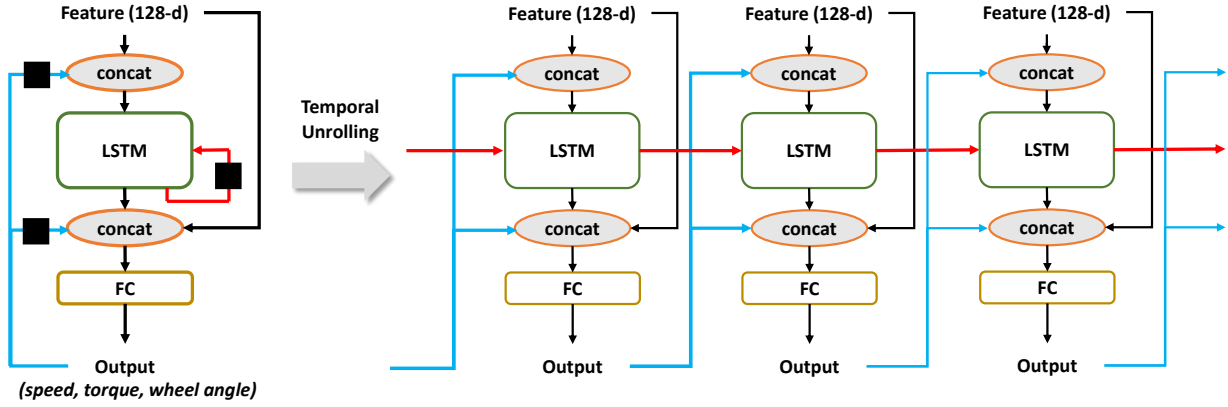 Feature (128-d)
concat
LSTM
concat
FC
Output
(speed, torque, wheel angle)
Temporal
Unrolling
Feature (128-d)
concat
LSTM
concat
FC
Output
Feature (128-d)
concat
LSTM
concat
FC
Output
Feature (128-d)
concat
LSTM
concat
FC
Output